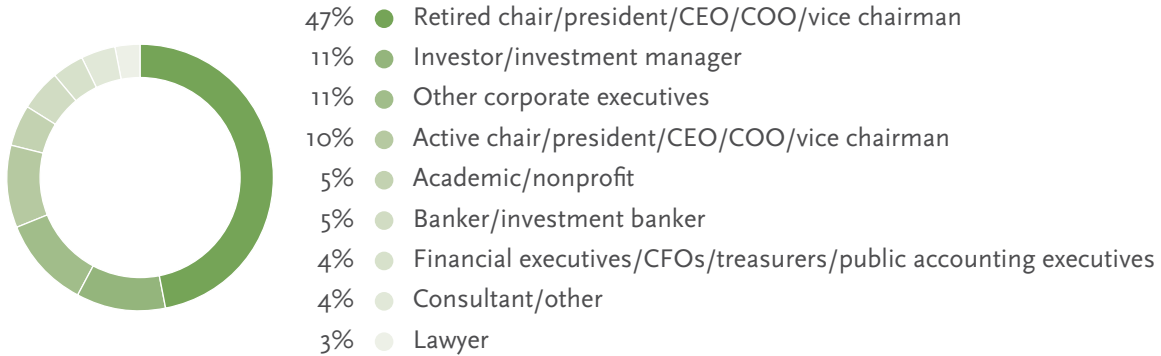 47% Retired chair/president/CEO/COO/vice chairman
11% Investor/investment manager
11% Other corporate executives
10% Active chair/president/CEO/COO/vice chairman
5% Academic/nonprofit
5% Banker/investment banker
4% Financial executives/CFOs/treasurers/public accounting executives
4% Consultant/other
3% Lawyer